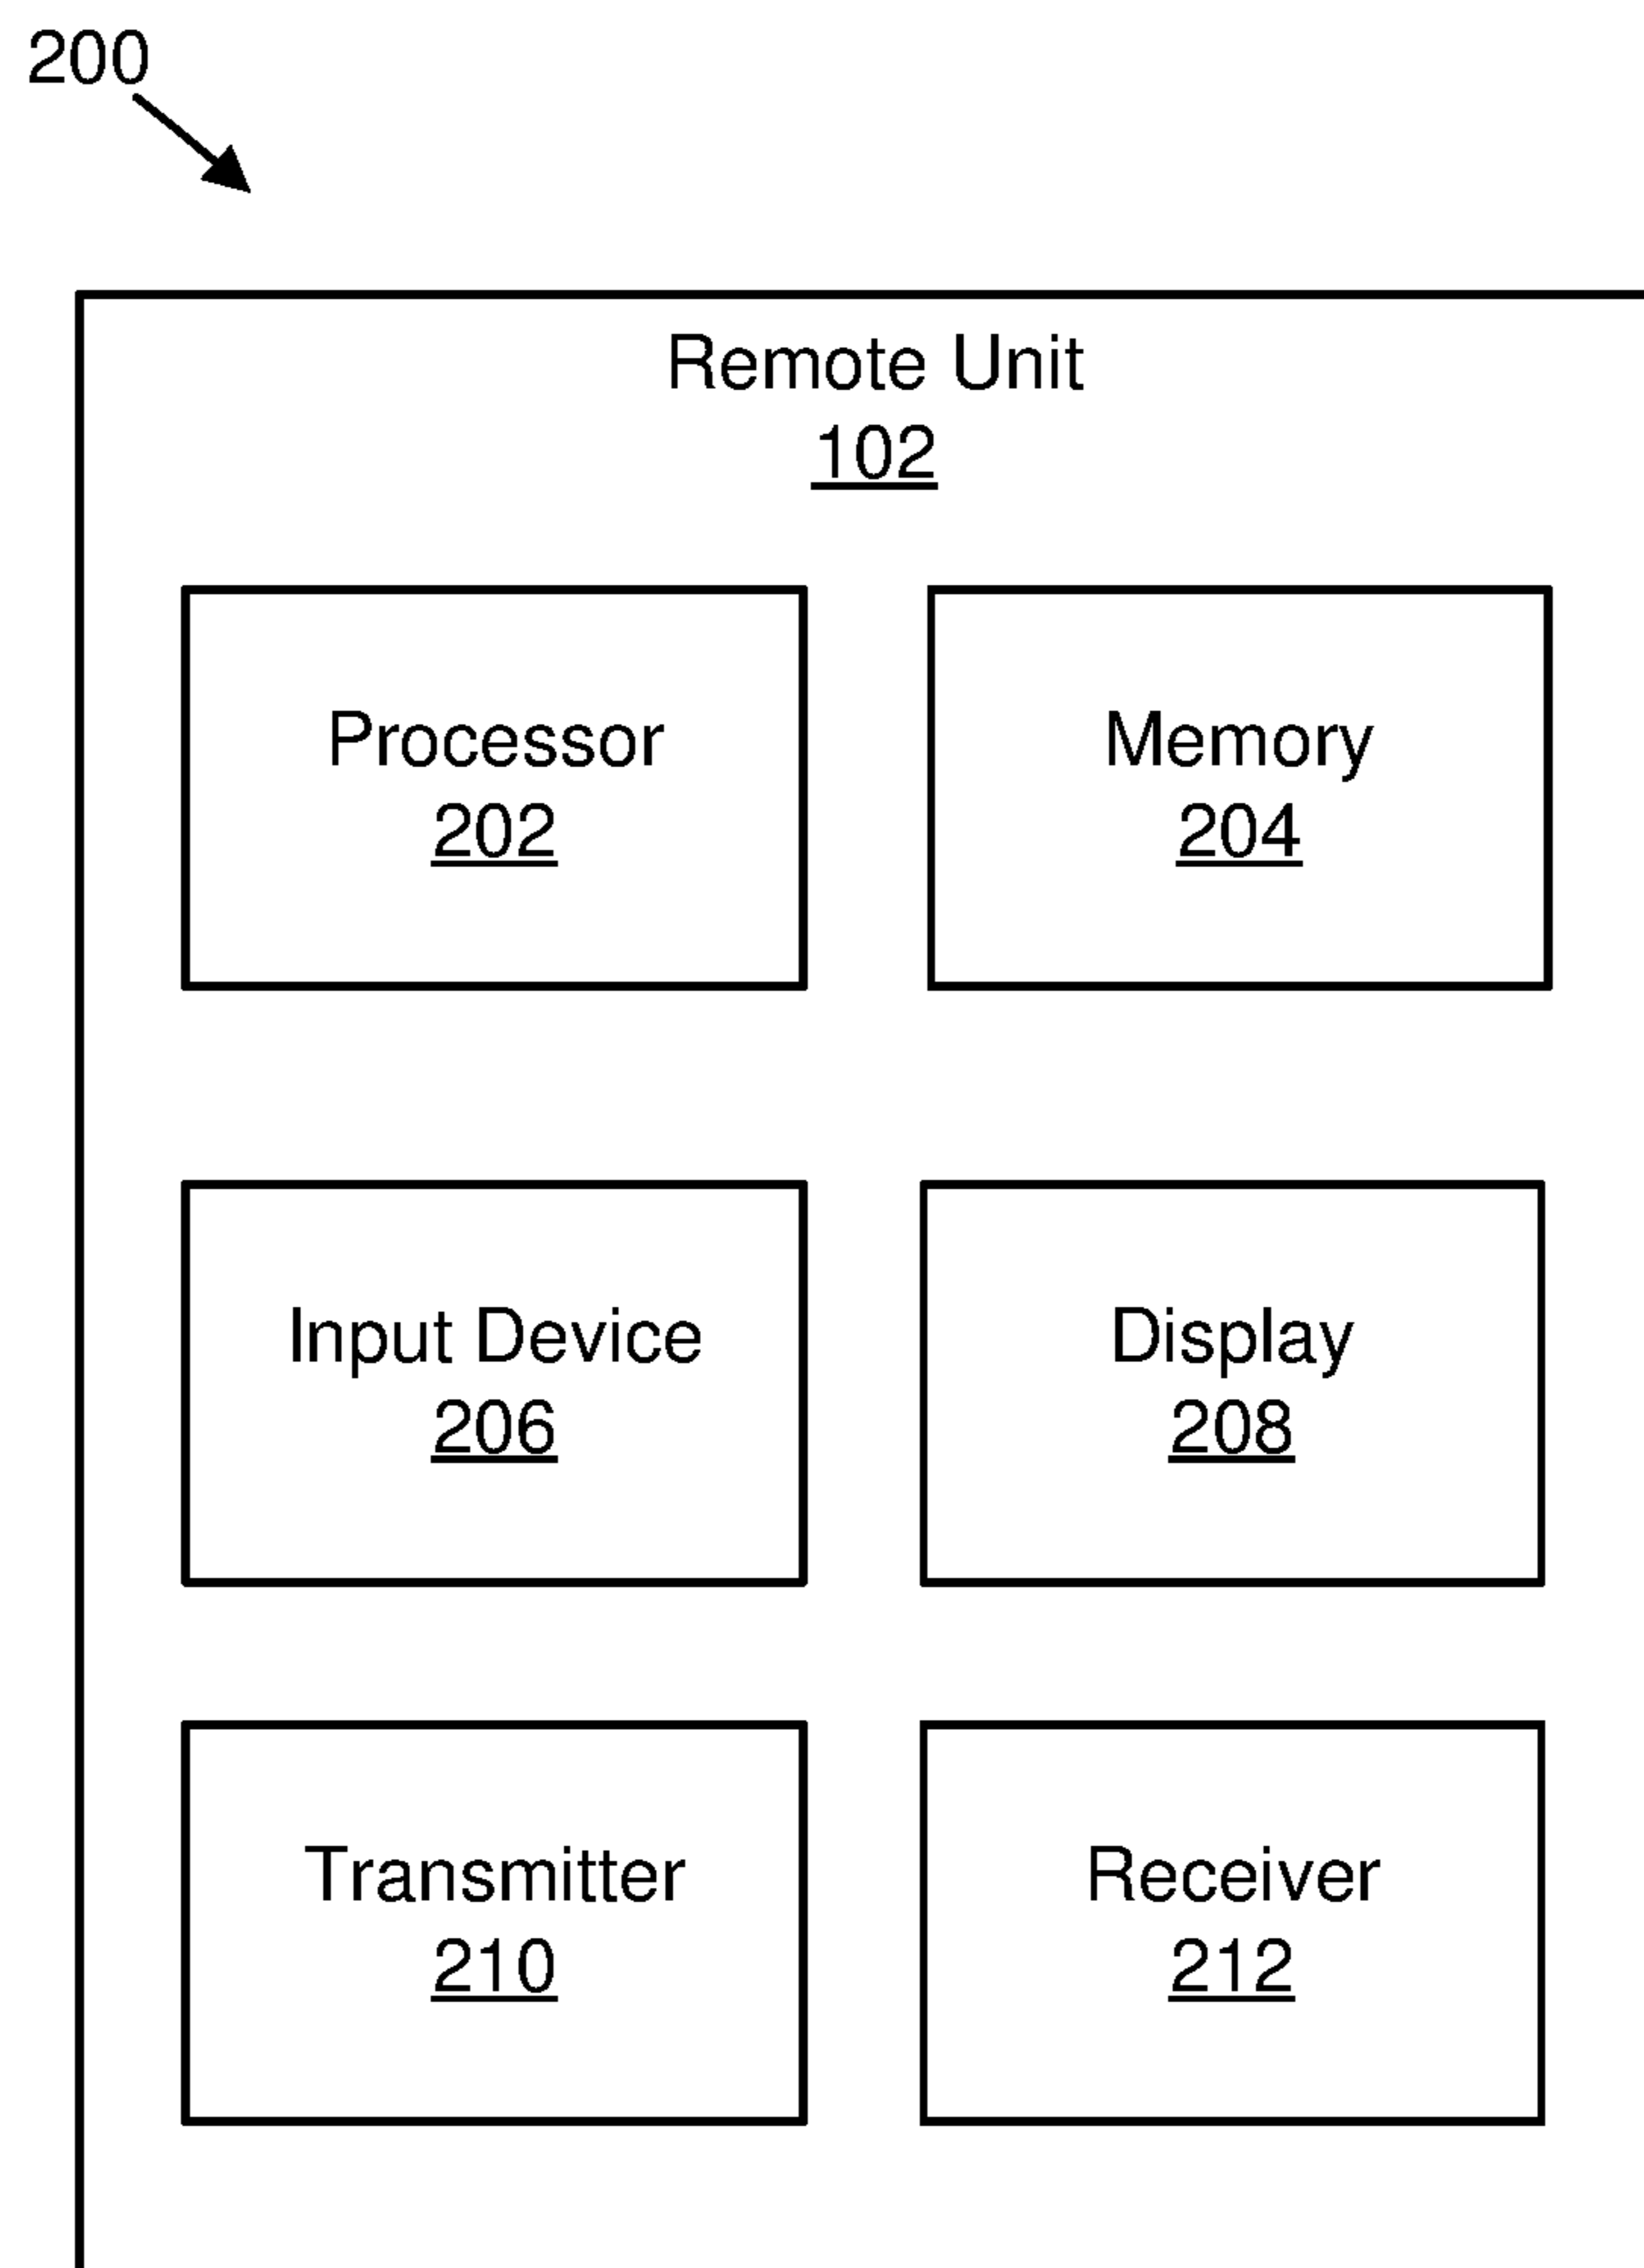 200
Remote Unit
102
Processor
202
Memory
204
Input Device
206
Display
208
Transmitter
210
Receiver
212